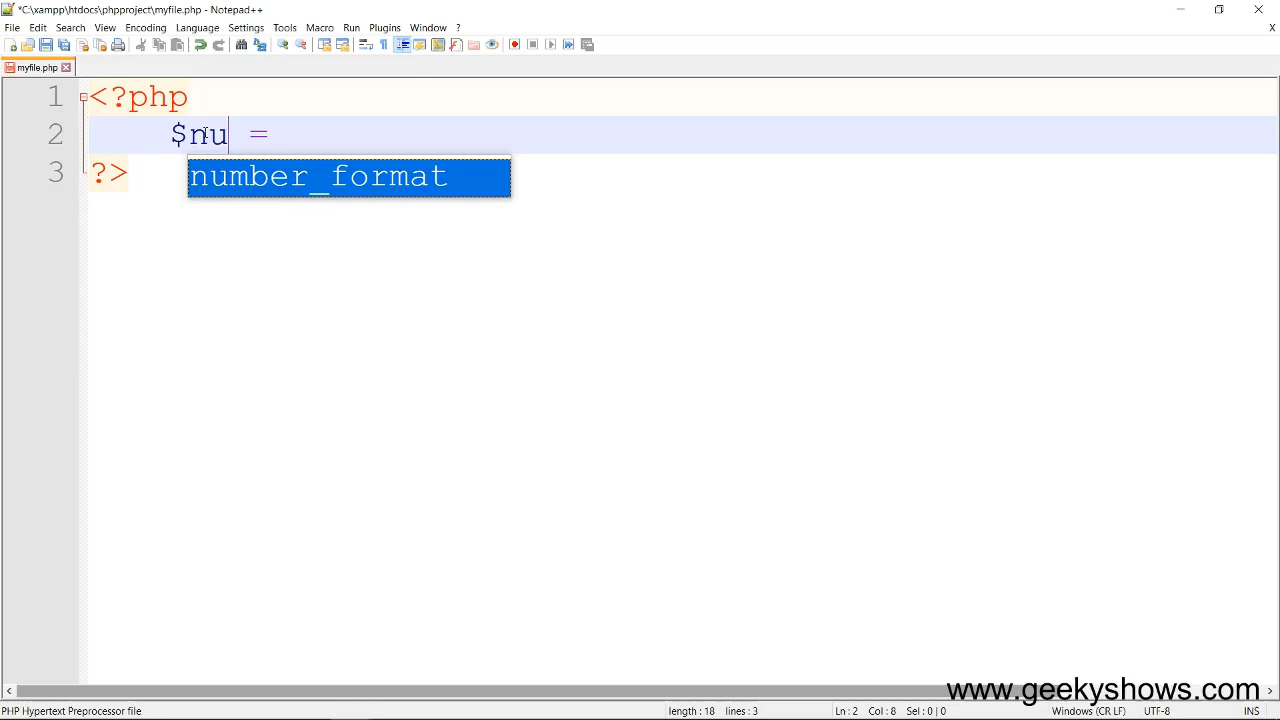 *C:\xampp\htdocs\phpproject\myfile.php - Notepad++
File Edit Search View Encoding Language Settings Tools Macro Run Plugins Window ? X
myfile.php
1 <?php
2 $nu =
3 ?>
number_format
www.geekyshows.com
PHP Hypertext Preprocessor file length : 18 lines : 3 Ln : 2 Col : 8 Sel : 0 | 0 Windows (CR LF) UTF-8 INS